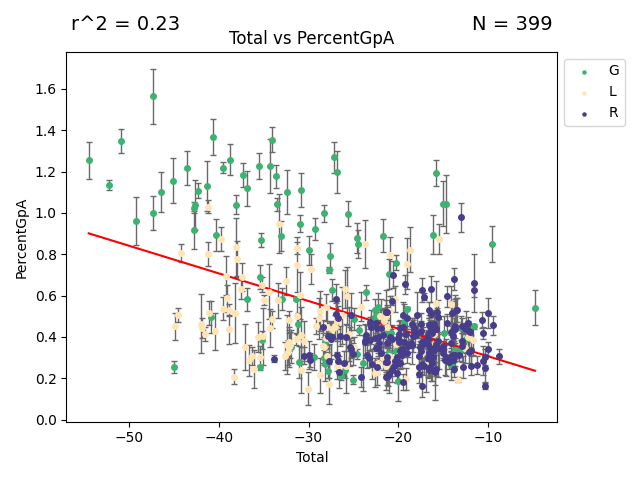 r^2 = 0.23
N = 399
Total vs PercentGpA
G
L
R
1.6
1.4
1.2
1.0
0.8
0.6
0.4
0.2
0.0
PercentGpA
−50
−40
−30
−20
−10
Total